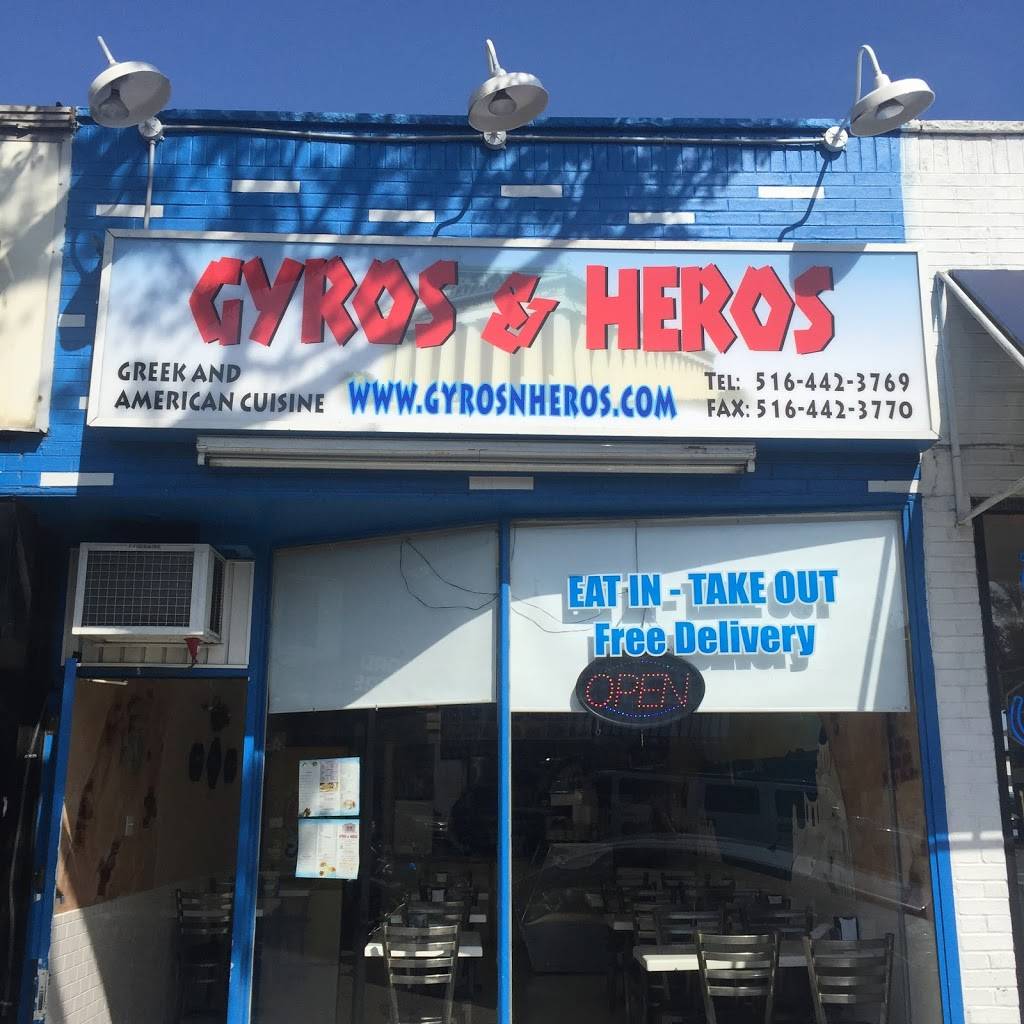 GYROS & HEROS
GREEK AND
AMERICAN CUISINE
WWW.GYROSNHEROS.COM
TEL: 516-442-3769
FAX: 516-442-3770
EAT IN - TAKE OUT
Free Delivery
OPEN